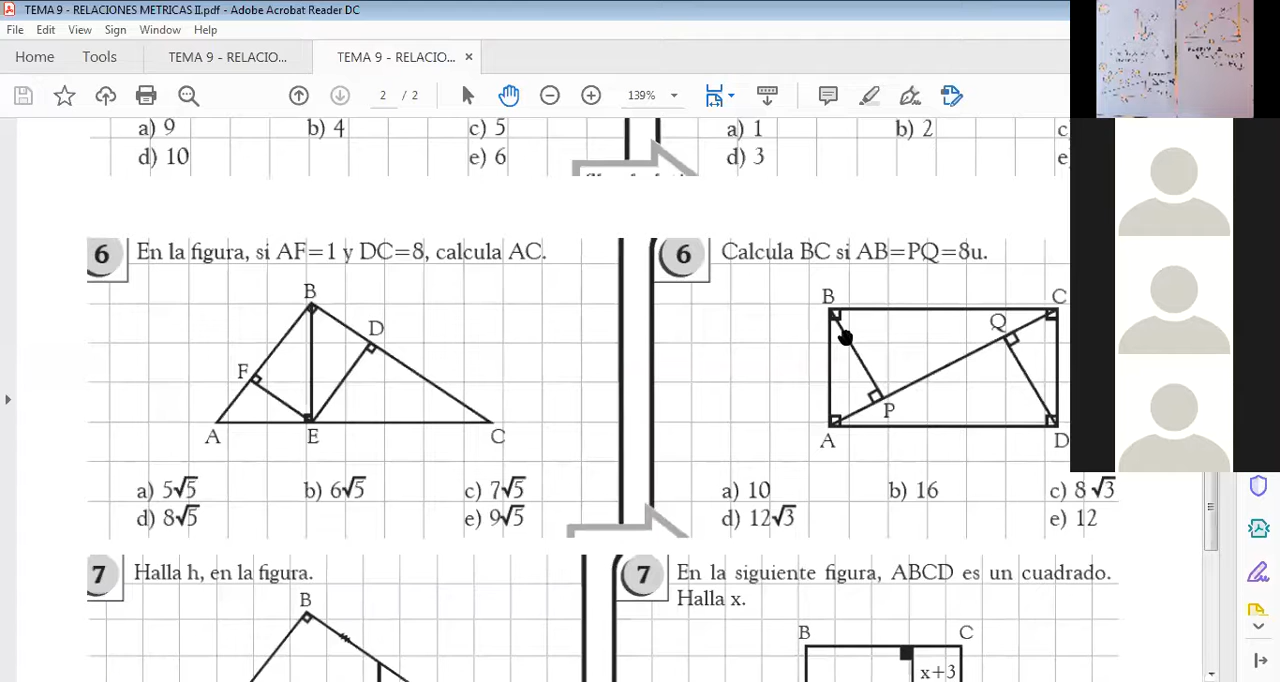 TEMA 9 - RELACIONES METRICAS II.pdf - Adobe Acrobat Reader DC
File Edit View Sign Window Help
Home Tools TEMA 9 - RELACIO... TEMA 9 - RELACIO... ×
2 / 2 139%
a) 9 b) 4 c) 5
d) 10 e) 6
a) 1 b) 2 c
d) 3 e
6 En la figura, si AF=1 y DC=8, calcula AC.
B
D
F
A E C
a) 5√5 b) 6√5 c) 7√5
d) 8√5 e) 9√5
6 Calcula BC si AB=PQ=8u.
B C
Q
P
A D
a) 10 b) 16 c) 8√3
d) 12√3 e) 12
7 Halla h, en la figura.
B
7 En la siguiente figura, ABCD es un cuadrado.
Halla x.
B C
x+3